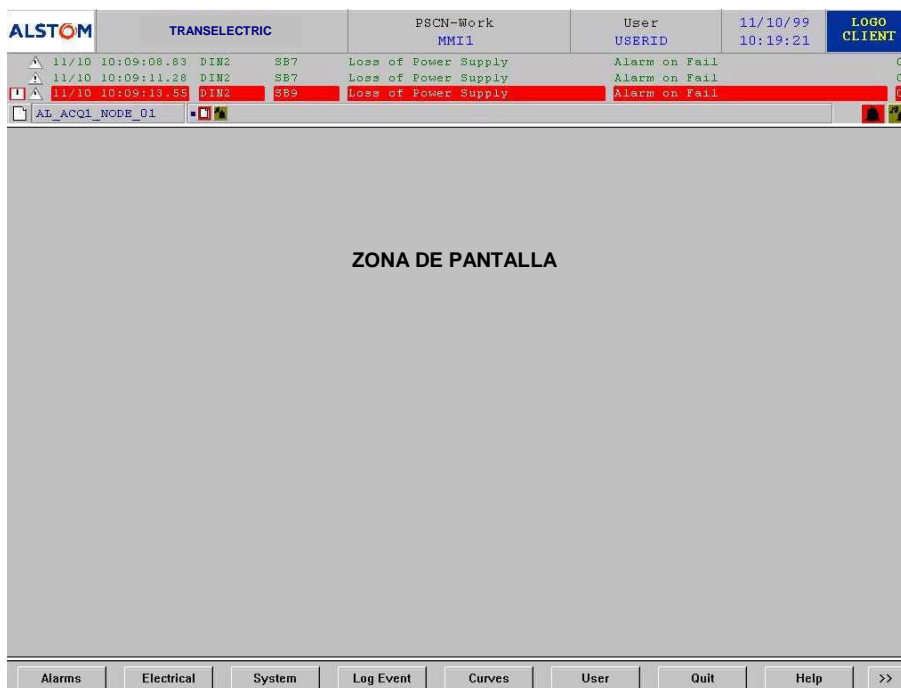 ALSTOM
TRANSELECTRIC
PSCN-Work
MMI1
User
USERID
11/10/99
10:19:21
LOGO
CLIENT
11/10 10:09:08.83 DIN2 SB7 Loss of Power Supply Alarm on Fail
11/10 10:09:11.28 DIN2 SB7 Loss of Power Supply Alarm on Fail
11/10 10:09:13.55 DIN2 SB9 Loss of Power Supply Alarm on Fail
AL_ACQ1_NODE_01
ZONA DE PANTALLA
Alarms Electrical System Log Event Curves User Quit Help >>